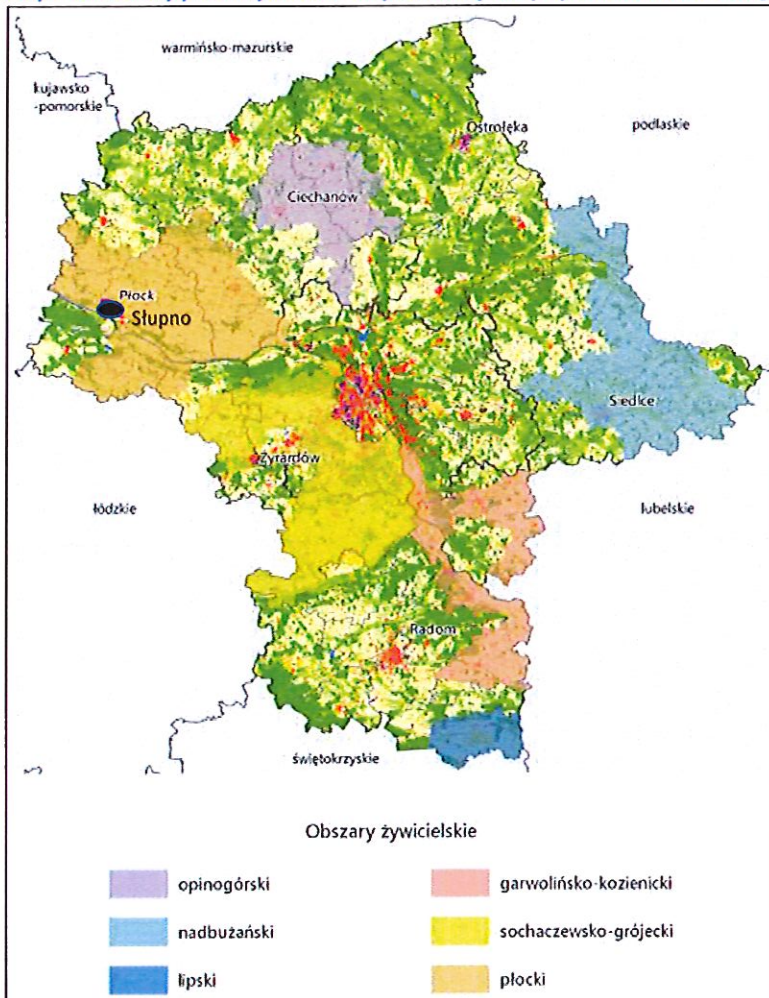 warmińsko-mazurskie
kujawsko
-pomorskie
Ostrołęka
podlaskie
Ciechanów
Płock
Słupno
Siedlce
Żyrardów
łódzkie
lubelskie
Radom
świętokrzyskie
Obszary żywicielskie
opinogórski
garwolińsko-kozienicki
nadbużański
sochaczewsko-grójecki
lipski
płocki